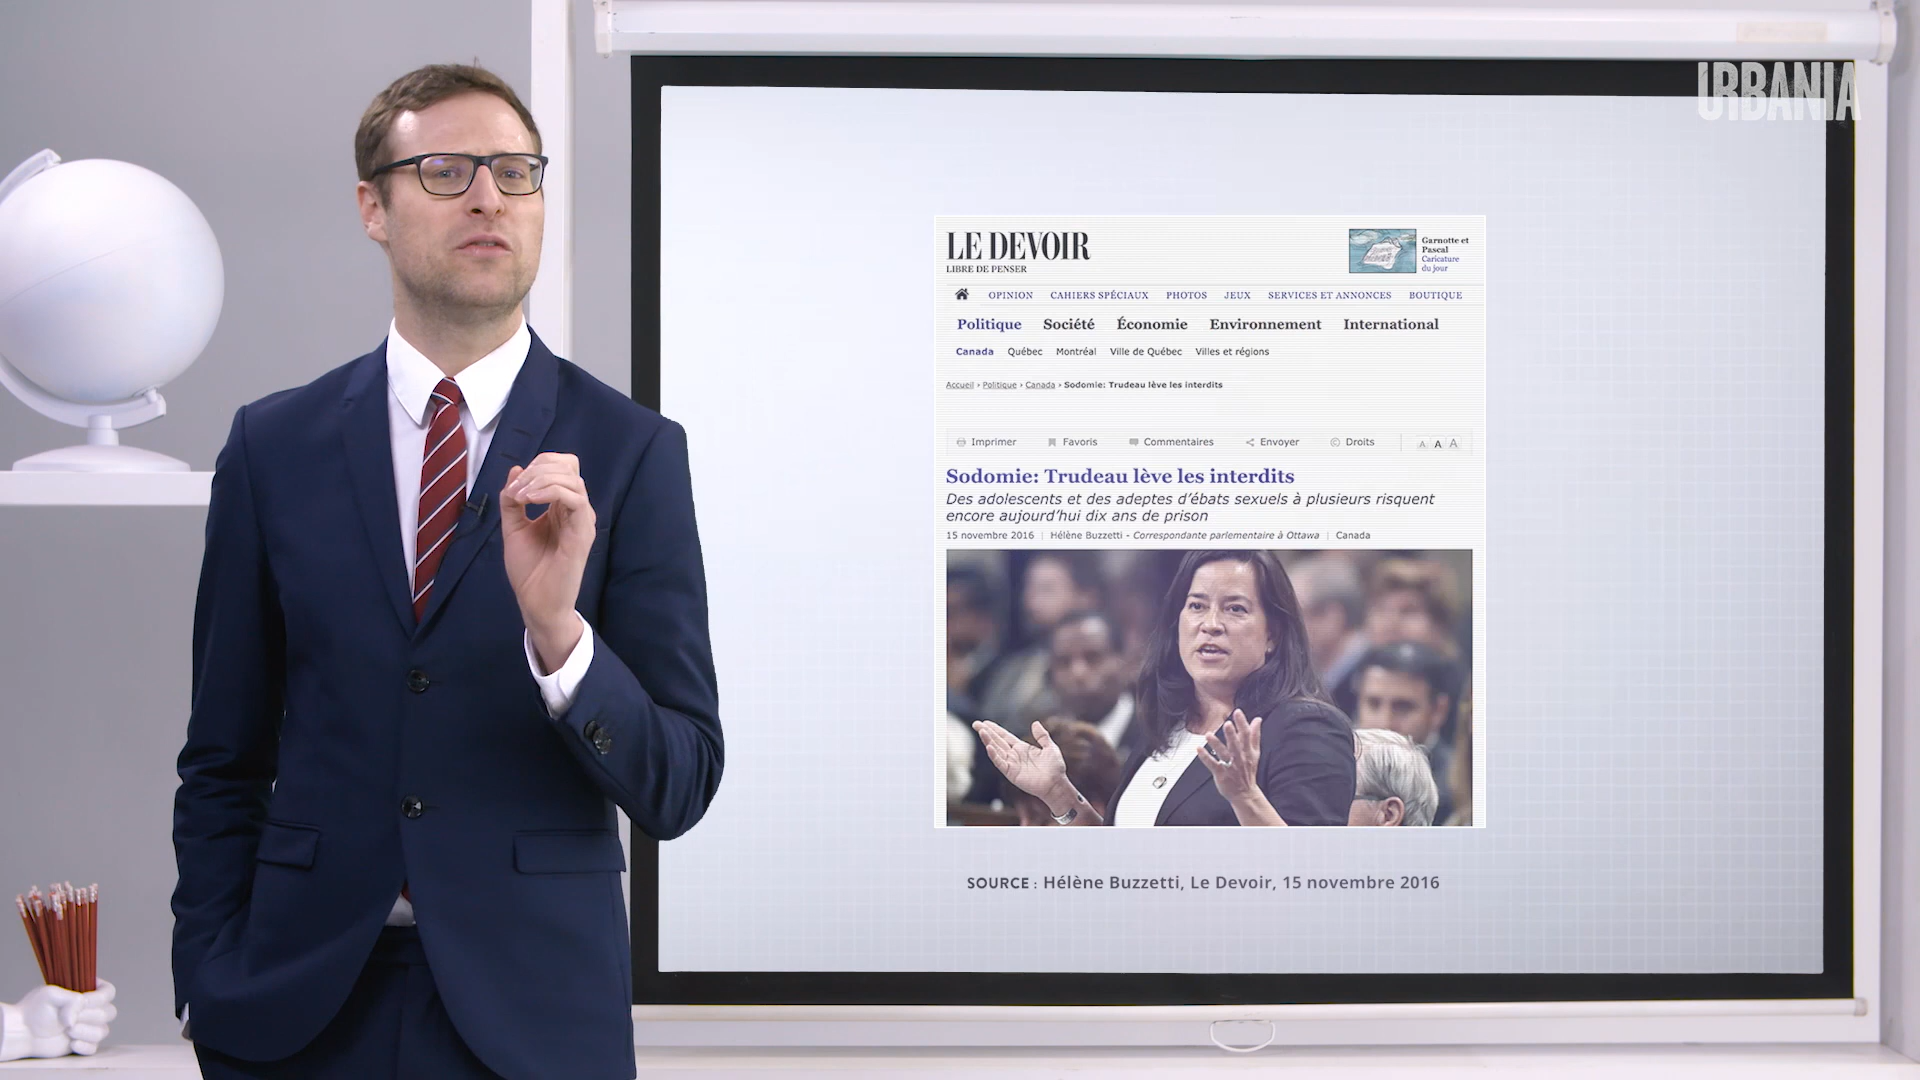 URBANIA
LE DEVOIR
LIBRE DE PENSER
Garnotte et
Pascal
Caricature
du jour
OPINION CAHIERS SPÉCIAUX PHOTOS JEUX SERVICES ET ANNONCES BOUTIQUE
Politique Société Économie Environnement International
Canada Québec Montréal Ville de Québec Villes et régions
Accueil › Politique › Canada › Sodomie: Trudeau lève les interdits
Imprimer Favoris Commentaires Envoyer Droits A A A
Sodomie: Trudeau lève les interdits
Des adolescents et des adeptes d'ébats sexuels à plusieurs risquent
encore aujourd'hui dix ans de prison
15 novembre 2016 | Hélène Buzzetti - Correspondante parlementaire à Ottawa | Canada
SOURCE : Hélène Buzzetti, Le Devoir, 15 novembre 2016